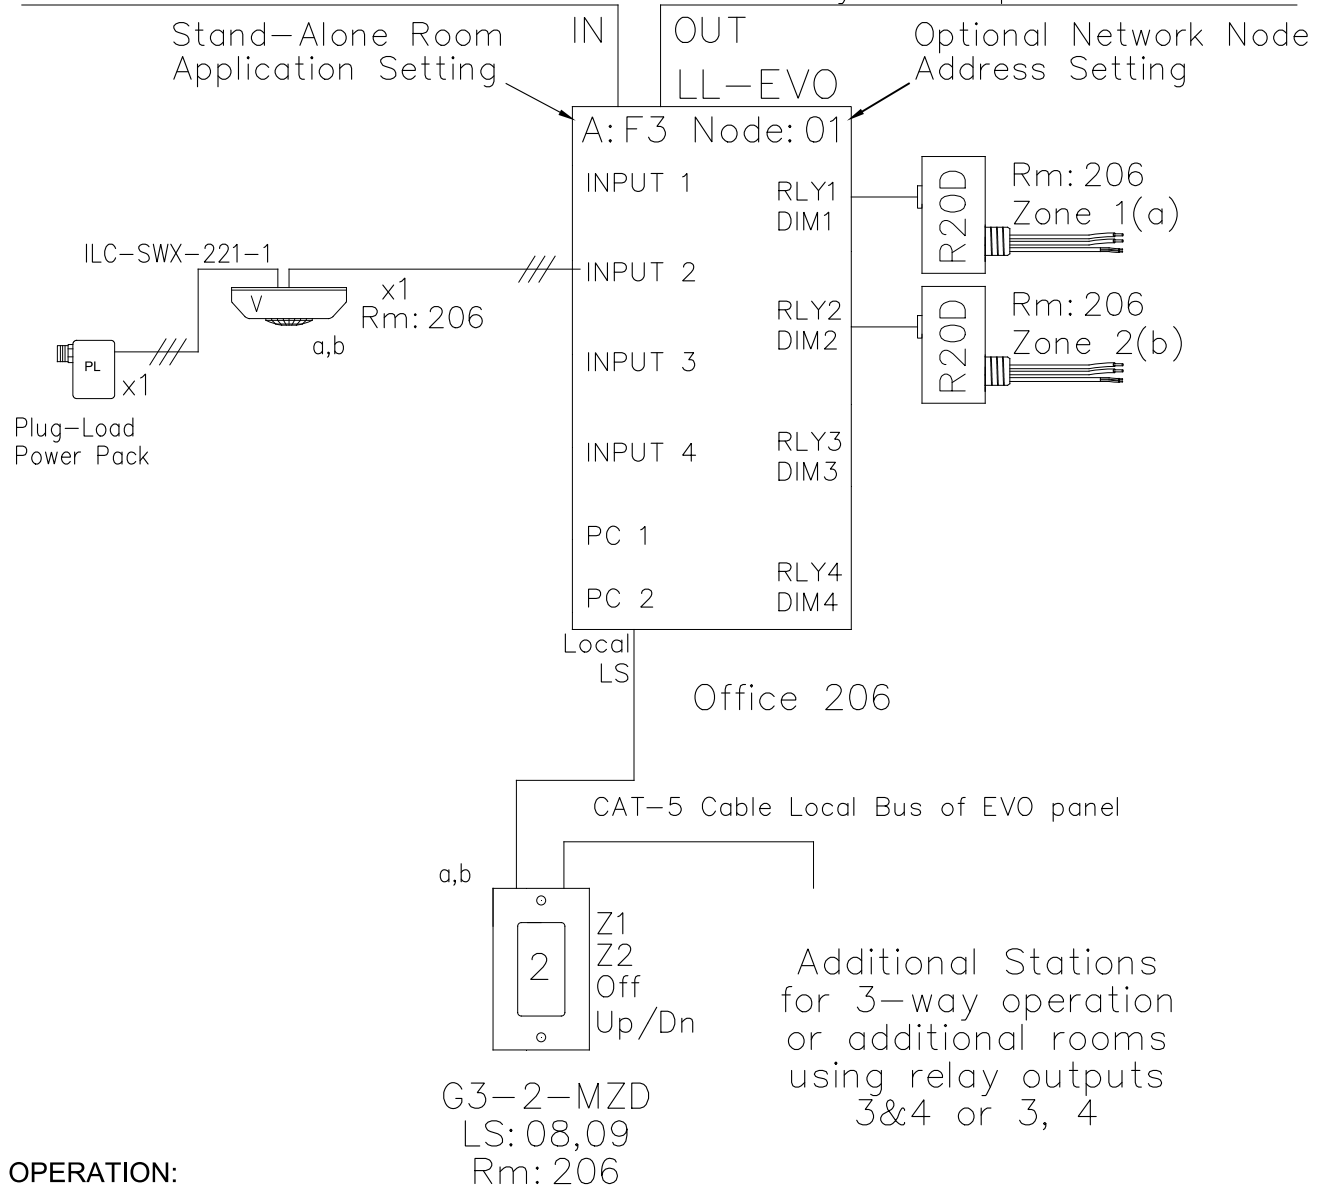 IN
OUT
Stand-Alone Room
Application Setting
Optional Network Node
Address Setting
LL-EVO
A:F3 Node:01
INPUT 1
RLY1
DIM1
R20D
Rm:206
Zone 1(a)
ILC-SWX-221-1
INPUT 2
V
x1
Rm:206
a,b
RLY2
DIM2
R20D
Rm:206
Zone 2(b)
PL
x1
Plug-Load
Power Pack
INPUT 3
INPUT 4
RLY3
DIM3
PC 1
PC 2
RLY4
DIM4
Local
LS
Office 206
CAT-5 Cable Local Bus of EVO panel
a,b
2
Z1
Z2
Off
Up/Dn
Additional Stations
for 3-way operation
or additional rooms
using relay outputs
3&4 or 3, 4
G3-2-MZD
LS:08,09
Rm:206
OPERATION: